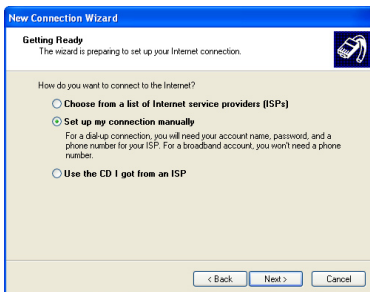 New Connection Wizard
Getting Ready
The wizard is preparing to set up your Internet connection.
How do you want to connect to the Internet?
Choose from a list of Internet service providers (ISPs)
Set up my connection manually
For a dial-up connection, you will need your account name, password, and a
phone number for your ISP. For a broadband account, you won't need a phone
number.
Use the CD I got from an ISP
< Back
Next >
Cancel